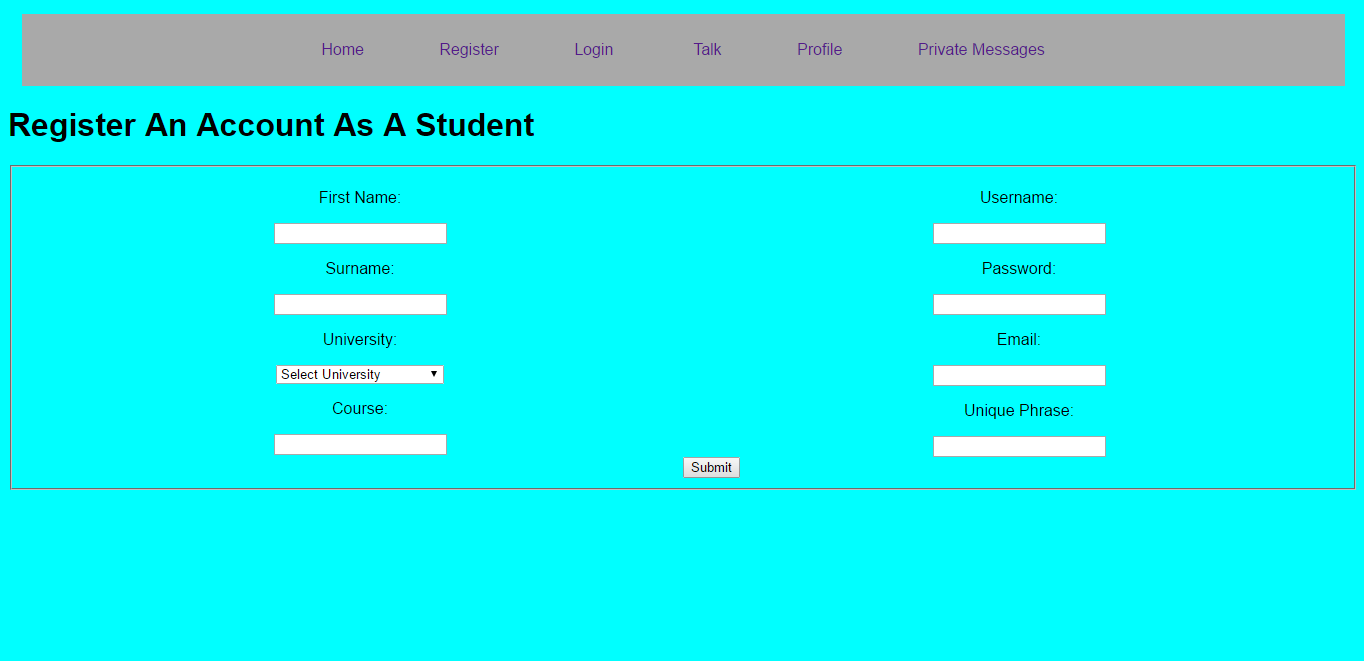 Home Register Login Talk Profile Private Messages
Register An Account As A Student
First Name:
Surname:
University:
Select University
Course:
Username:
Password:
Email:
Unique Phrase:
Submit